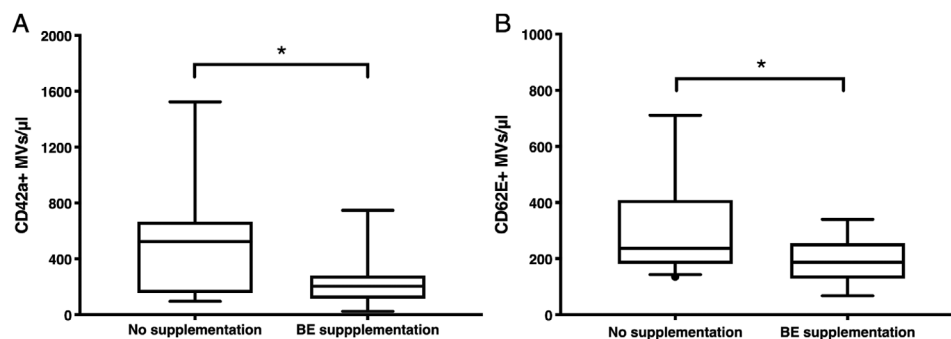 A
2000
1600
1200
800
400
0
CD42a+ MVs/µl
*
No supplementation
BE suppplementation
B
1000
800
600
400
200
0
CD62E+ MVs/µl
*
No supplementation
BE supplementation